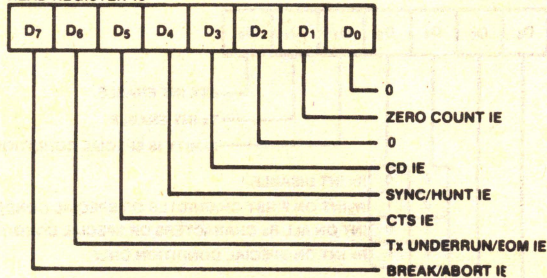 D7 D6 D5 D4 D3 D2 D1 D0
0
ZERO COUNT IE
0
CD IE
SYNC/HUNT IE
CTS IE
Tx UNDERRUN/EOM IE
BREAK/ABORT IE